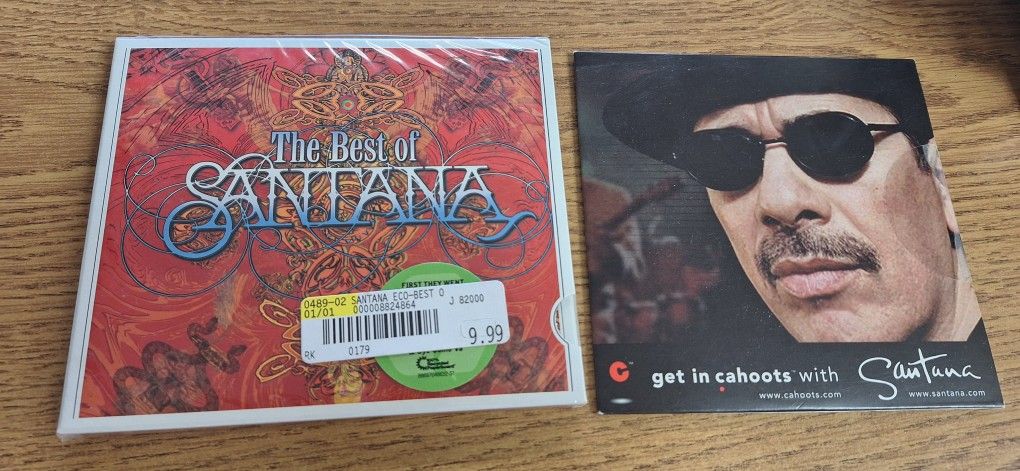 The Best of
SANTANA
FIRST THEY WENT
0489-02 SANTANA ECO-BEST O
01/01 000008824864 J 82000
9.99
RK 0179
get in cahoots™ with Santana
www.cahoots.com www.santana.com